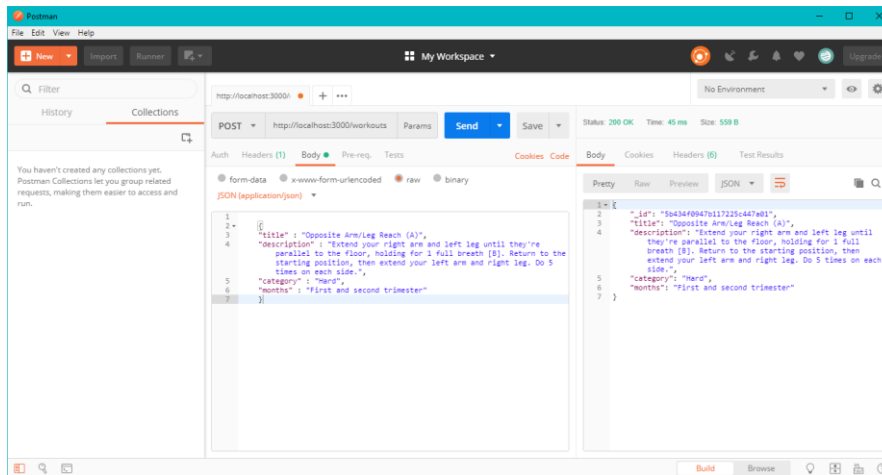 Postman
File Edit View Help
New Import Runner My Workspace Upgrade
Filter
History Collections
You haven't created any collections yet.
Postman Collections let you group related
requests, making them easier to access and
run.
http://localhost:3000/
No Environment
POST http://localhost:3000/workouts Params Send Save
Auth Headers (1) Body Pre-req. Tests Cookies Code
form-data x-www-form-urlencoded raw binary
JSON (application/json)
1
2 {
3 "title" : "Opposite Arm/Leg Reach (A)",
4 "description" : "Extend your right arm and left leg until they're
parallel to the floor, holding for 1 full breath [B]. Return to the
starting position, then extend your left arm and right leg. Do 5
times on each side.",
5 "category" : "Hard",
6 "months" : "First and second trimester"
7 }
Status: 200 OK Time: 45 ms Size: 559 B
Body Cookies Headers (6) Test Results
Pretty Raw Preview JSON
1 {
2 "_id": "5b434f0947b117225c447a01",
3 "title": "Opposite Arm/Leg Reach (A)",
4 "description": "Extend your right arm and left leg until
they're parallel to the floor, holding for 1 full
breath [B]. Return to the starting position, then
extend your left arm and right leg. Do 5 times on each
side.",
5 "category": "Hard",
6 "months": "First and second trimester"
7 }
Build Browse